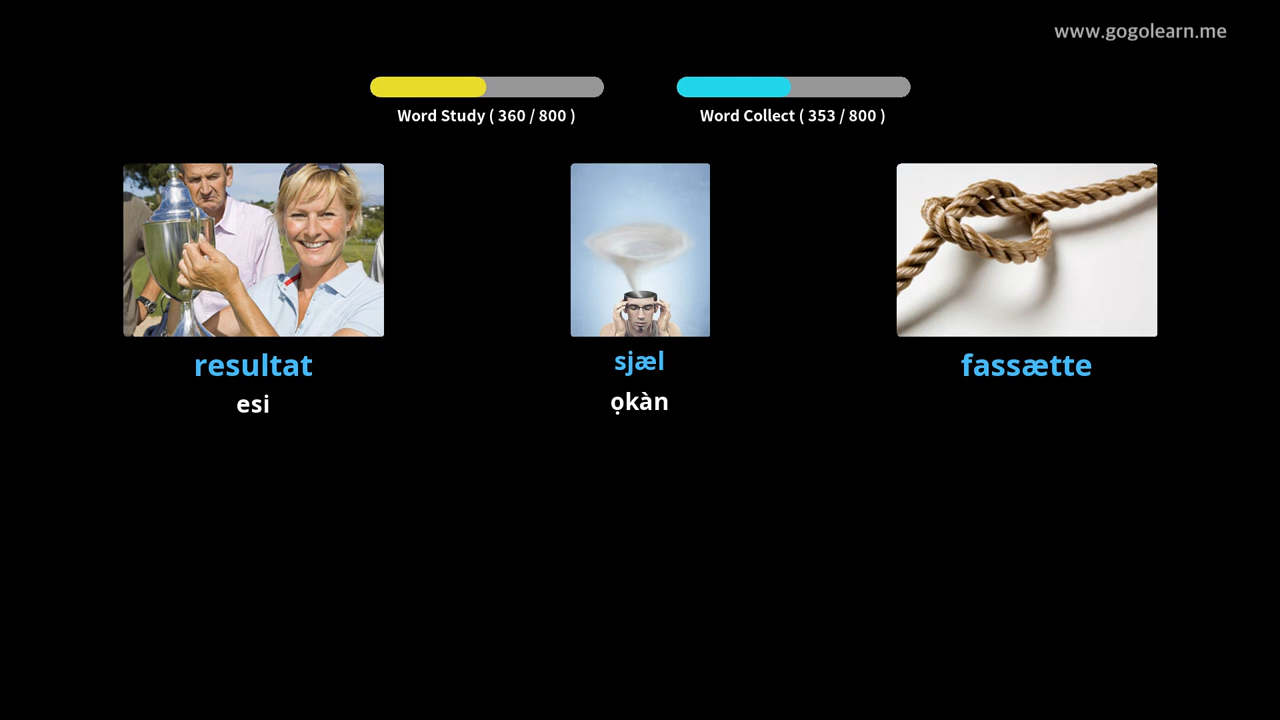 www.gogolearn.me
Word Study ( 360 / 800 )
Word Collect ( 353 / 800 )
resultat
esi
sjæl
ọkàn
fassætte